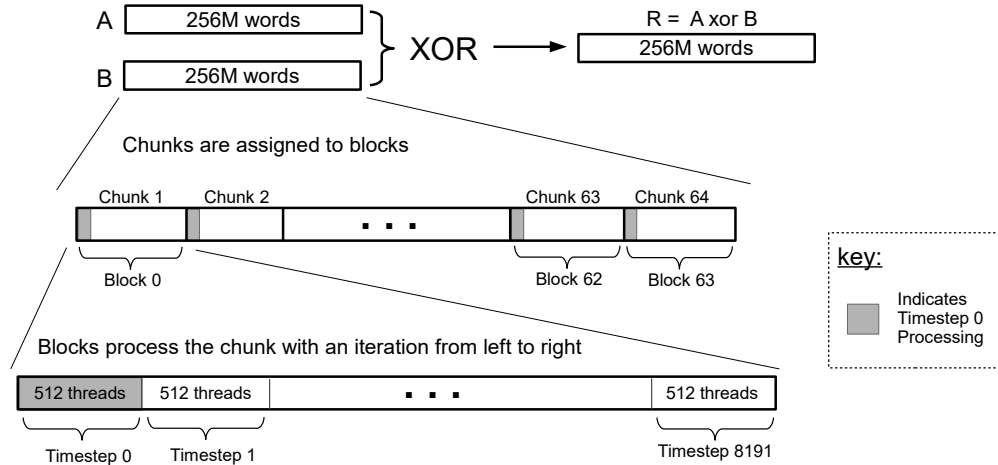 A
256M words
B
256M words
XOR
R = A xor B
256M words
Chunks are assigned to blocks
Chunk 1
Chunk 2
. . .
Chunk 63
Chunk 64
Block 0
Block 62
Block 63
key:
Indicates
Timestep 0
Processing
Blocks process the chunk with an iteration from left to right
512 threads
512 threads
. . .
512 threads
Timestep 0
Timestep 1
Timestep 8191